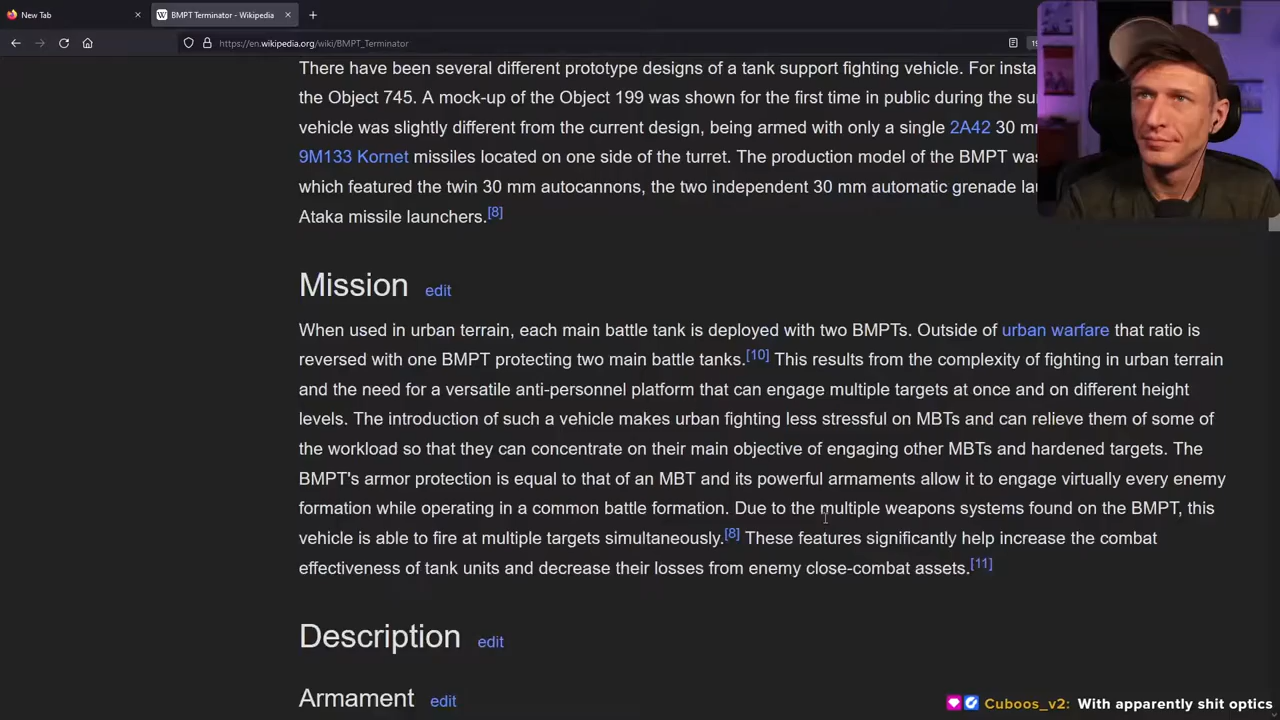 New Tab
BMPT Terminator - Wikipedia
https://en.wikipedia.org/wiki/BMPT_Terminator
There have been several different prototype designs of a tank support fighting vehicle. For insta
the Object 745. A mock-up of the Object 199 was shown for the first time in public during the su
vehicle was slightly different from the current design, being armed with only a single 2A42 30 m
9M133 Kornet missiles located on one side of the turret. The production model of the BMPT was
which featured the twin 30 mm autocannons, the two independent 30 mm automatic grenade la
Ataka missile launchers.[8]
Mission edit
When used in urban terrain, each main battle tank is deployed with two BMPTs. Outside of urban warfare that ratio is
reversed with one BMPT protecting two main battle tanks.[10] This results from the complexity of fighting in urban terrain
and the need for a versatile anti-personnel platform that can engage multiple targets at once and on different height
levels. The introduction of such a vehicle makes urban fighting less stressful on MBTs and can relieve them of some of
the workload so that they can concentrate on their main objective of engaging other MBTs and hardened targets. The
BMPT's armor protection is equal to that of an MBT and its powerful armaments allow it to engage virtually every enemy
formation while operating in a common battle formation. Due to the multiple weapons systems found on the BMPT, this
vehicle is able to fire at multiple targets simultaneously.[8] These features significantly help increase the combat
effectiveness of tank units and decrease their losses from enemy close-combat assets.[11]
Description edit
Armament edit
Cuboos_v2: With apparently shit optics